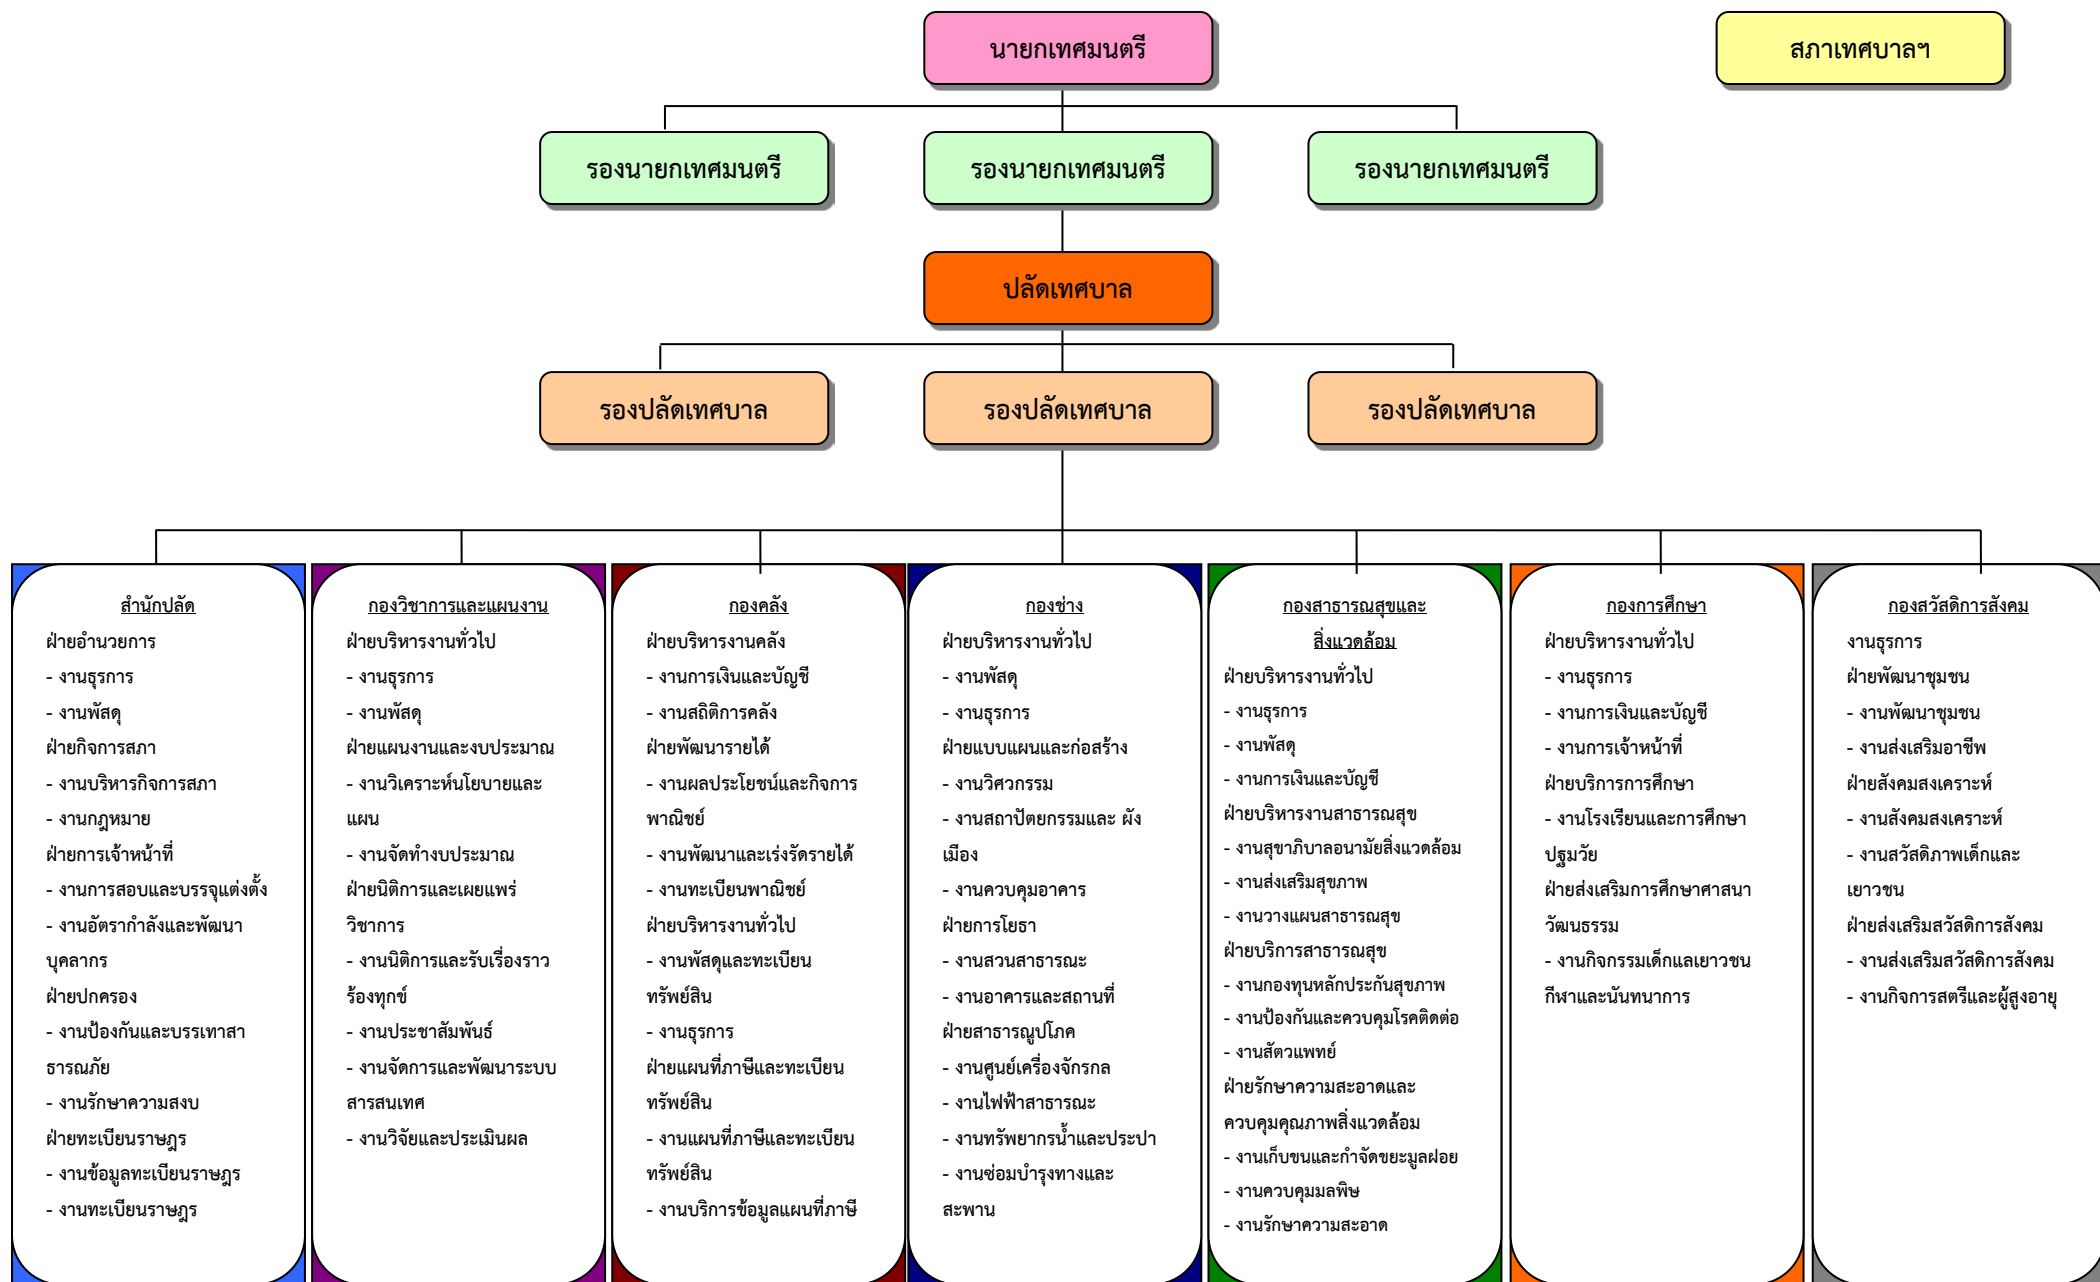 นายกเทศมนตรี
สภาเทศบาลฯ
รองนายกเทศมนตรี
รองนายกเทศมนตรี
รองนายกเทศมนตรี
ปลัดเทศบาล
รองปลัดเทศบาล
รองปลัดเทศบาล
รองปลัดเทศบาล
สำนักปลัด
ฝ่ายอำนวยการ
- งานธุรการ
- งานพัสดุ
ฝ่ายกิจการสภา
- งานบริหารกิจการสภา
- งานกฎหมาย
ฝ่ายการเจ้าหน้าที่
- งานการสอบและบรรจุแต่งตั้ง
- งานอัตรากำลังและพัฒนา
บุคลากร
ฝ่ายปกครอง
- งานป้องกันและบรรเทาสา
ธารณภัย
- งานรักษาความสงบ
ฝ่ายทะเบียนราษฎร
- งานข้อมูลทะเบียนราษฎร
- งานทะเบียนราษฎร
กองวิชาการและแผนงาน
ฝ่ายบริหารงานทั่วไป
- งานธุรการ
- งานพัสดุ
ฝ่ายแผนงานและงบประมาณ
- งานวิเคราะห์นโยบายและ
แผน
- งานจัดทำงบประมาณ
ฝ่ายนิติการและเผยแพร่
วิชาการ
- งานนิติการและรับเรื่องราว
ร้องทุกข์
- งานประชาสัมพันธ์
- งานจัดการและพัฒนาระบบ
สารสนเทศ
- งานวิจัยและประเมินผล
กองคลัง
ฝ่ายบริหารงานคลัง
- งานการเงินและบัญชี
- งานสถิติการคลัง
ฝ่ายพัฒนารายได้
- งานผลประโยชน์และกิจการ
พาณิชย์
- งานพัฒนาและเร่งรัดรายได้
- งานทะเบียนพาณิชย์
ฝ่ายบริหารงานทั่วไป
- งานพัสดุและทะเบียน
ทรัพย์สิน
- งานธุรการ
ฝ่ายแผนที่ภาษีและทะเบียน
ทรัพย์สิน
- งานแผนที่ภาษีและทะเบียน
ทรัพย์สิน
- งานบริการข้อมูลแผนที่ภาษี
กองช่าง
ฝ่ายบริหารงานทั่วไป
- งานพัสดุ
- งานธุรการ
ฝ่ายแบบแผนและก่อสร้าง
- งานวิศวกรรม
- งานสถาปัตยกรรมและ ผัง
เมือง
- งานควบคุมอาคาร
ฝ่ายการโยธา
- งานสวนสาธารณะ
- งานอาคารและสถานที่
ฝ่ายสาธารณูปโภค
- งานศูนย์เครื่องจักรกล
- งานไฟฟ้าสาธารณะ
- งานทรัพยากรน้ำและประปา
- งานซ่อมบำรุงทางและ
สะพาน
กองสาธารณสุขและ
สิ่งแวดล้อม
ฝ่ายบริหารงานทั่วไป
- งานธุรการ
- งานพัสดุ
- งานการเงินและบัญชี
ฝ่ายบริหารงานสาธารณสุข
- งานสุขาภิบาลอนามัยสิ่งแวดล้อม
- งานส่งเสริมสุขภาพ
- งานวางแผนสาธารณสุข
ฝ่ายบริการสาธารณสุข
- งานกองทุนหลักประกันสุขภาพ
- งานป้องกันและควบคุมโรคติดต่อ
- งานสัตวแพทย์
ฝ่ายรักษาความสะอาดและ
ควบคุมคุณภาพสิ่งแวดล้อม
- งานเก็บขนและกำจัดขยะมูลฝอย
- งานควบคุมมลพิษ
- งานรักษาความสะอาด
กองการศึกษา
ฝ่ายบริหารงานทั่วไป
- งานธุรการ
- งานการเงินและบัญชี
- งานการเจ้าหน้าที่
ฝ่ายบริการการศึกษา
- งานโรงเรียนและการศึกษา
ปฐมวัย
ฝ่ายส่งเสริมการศึกษาศาสนา
วัฒนธรรม
- งานกิจกรรมเด็กแลเยาวชน
กีฬาและนันทนาการ
กองสวัสดิการสังคม
งานธุรการ
ฝ่ายพัฒนาชุมชน
- งานพัฒนาชุมชน
- งานส่งเสริมอาชีพ
ฝ่ายสังคมสงเคราะห์
- งานสังคมสงเคราะห์
- งานสวัสดิภาพเด็กและ
เยาวชน
ฝ่ายส่งเสริมสวัสดิการสังคม
- งานส่งเสริมสวัสดิการสังคม
- งานกิจการสตรีและผู้สูงอายุ